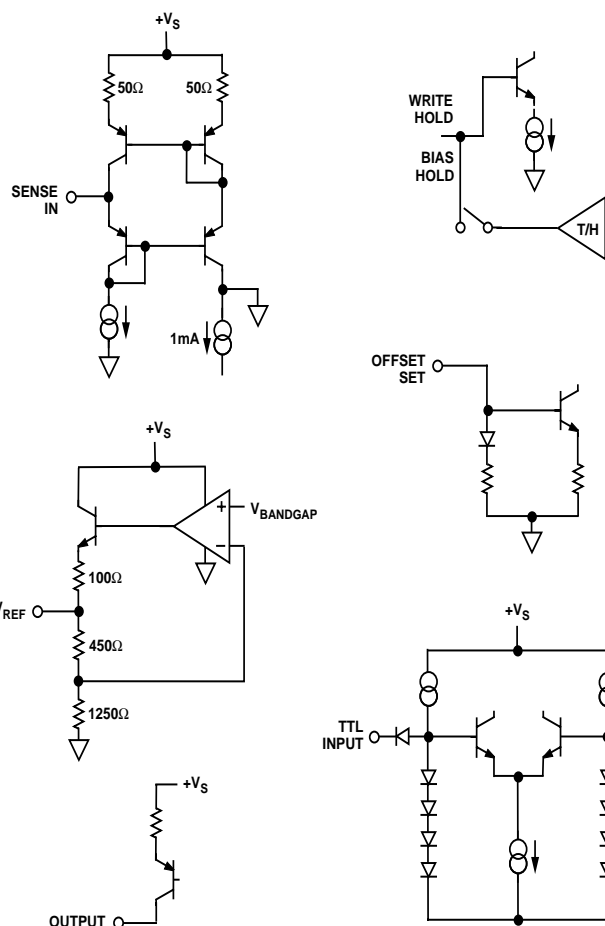 +VS
50Ω 50Ω
SENSE
IN
1mA
WRITE
HOLD
BIAS
HOLD
T/H
OFFSET
SET
+VS
+ VBANDGAP
−
100Ω
VREF
450Ω
1250Ω
+VS
TTL
INPUT
+VS
OUTPUT